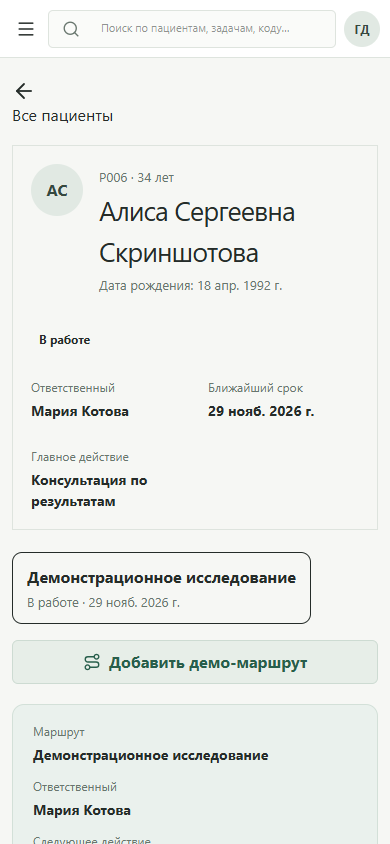 Поиск по пациентам, задачам, коду...
ГД
Все пациенты
АС
P006 · 34 лет
Алиса Сергеевна
Скриншотова
Дата рождения: 18 апр. 1992 г.
В работе
Ответственный
Ближайший срок
Мария Котова
29 нояб. 2026 г.
Главное действие
Консультация по
результатам
Демонстрационное исследование
В работе · 29 нояб. 2026 г.
Добавить демо-маршрут
Маршрут
Демонстрационное исследование
Ответственный
Мария Котова
Следующее действие